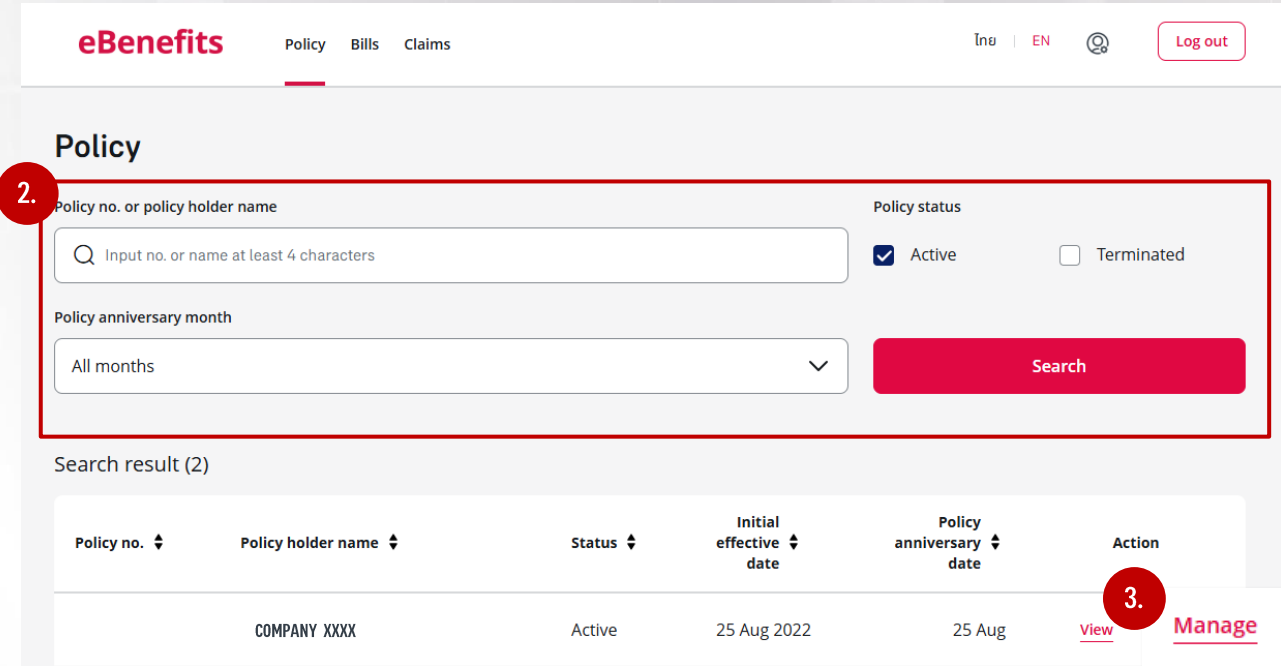 eBenefits
Policy Bills Claims
ไทย EN
Log out
Policy
2.
Policy no. or policy holder name
Policy status
Input no. or name at least 4 characters
Active
Terminated
Policy anniversary month
All months
Search
Search result (2)
Policy no.
Policy holder name
Status
Initial
effective
date
Policy
anniversary
date
Action
3.
COMPANY XXXX
Active
25 Aug 2022
25 Aug
View
Manage